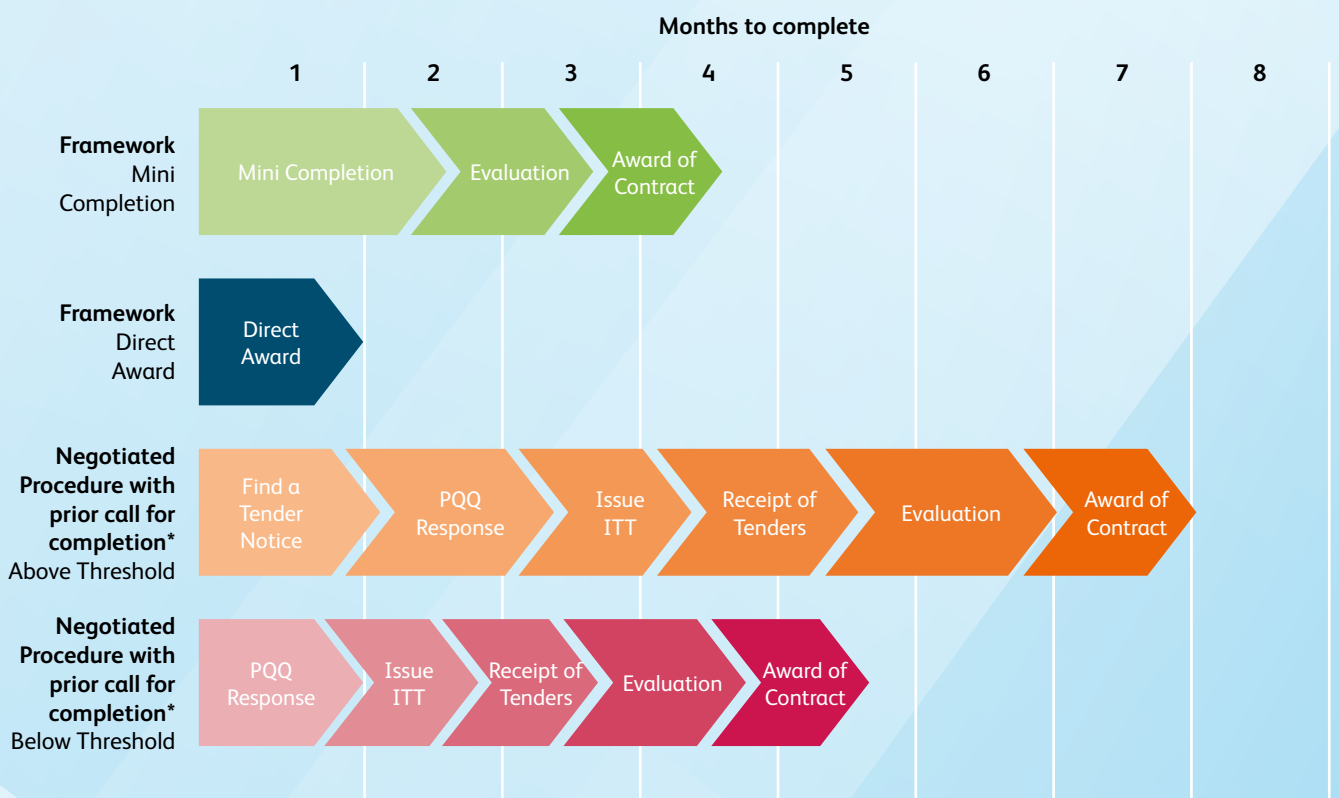 Months to complete
1 2 3 4 5 6 7 8
Framework
Mini
Completion
Mini Completion
Evaluation
Award of
Contract
Framework
Direct
Award
Direct
Award
Negotiated
Procedure with
prior call for
completion*
Above Threshold
Find a
Tender
Notice
PQQ
Response
Issue
ITT
Receipt of
Tenders
Evaluation
Award of
Contract
Negotiated
Procedure with
prior call for
completion*
Below Threshold
PQQ
Response
Issue
ITT
Receipt of
Tenders
Evaluation
Award of
Contract